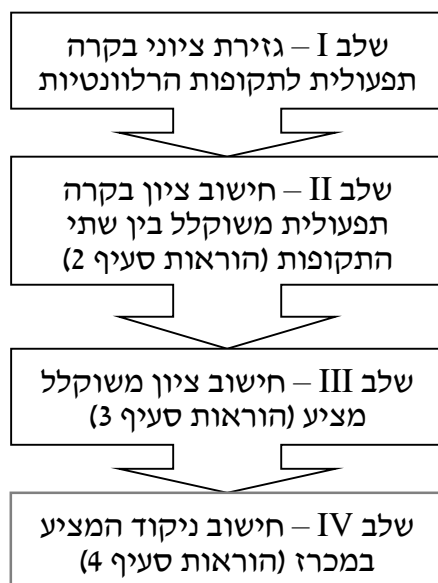 שלב I – גזירת ציוני בקרה
תפעולית לתקופות הרלוונטיות
שלב II – חישוב ציון בקרה
תפעולית משוקלל בין שתי
התקופות (הוראות סעיף 2)
שלב III – חישוב ציון משוקלל
מציע (הוראות סעיף 3)
שלב IV – חישוב ניקוד המציע
במכרז (הוראות סעיף 4)